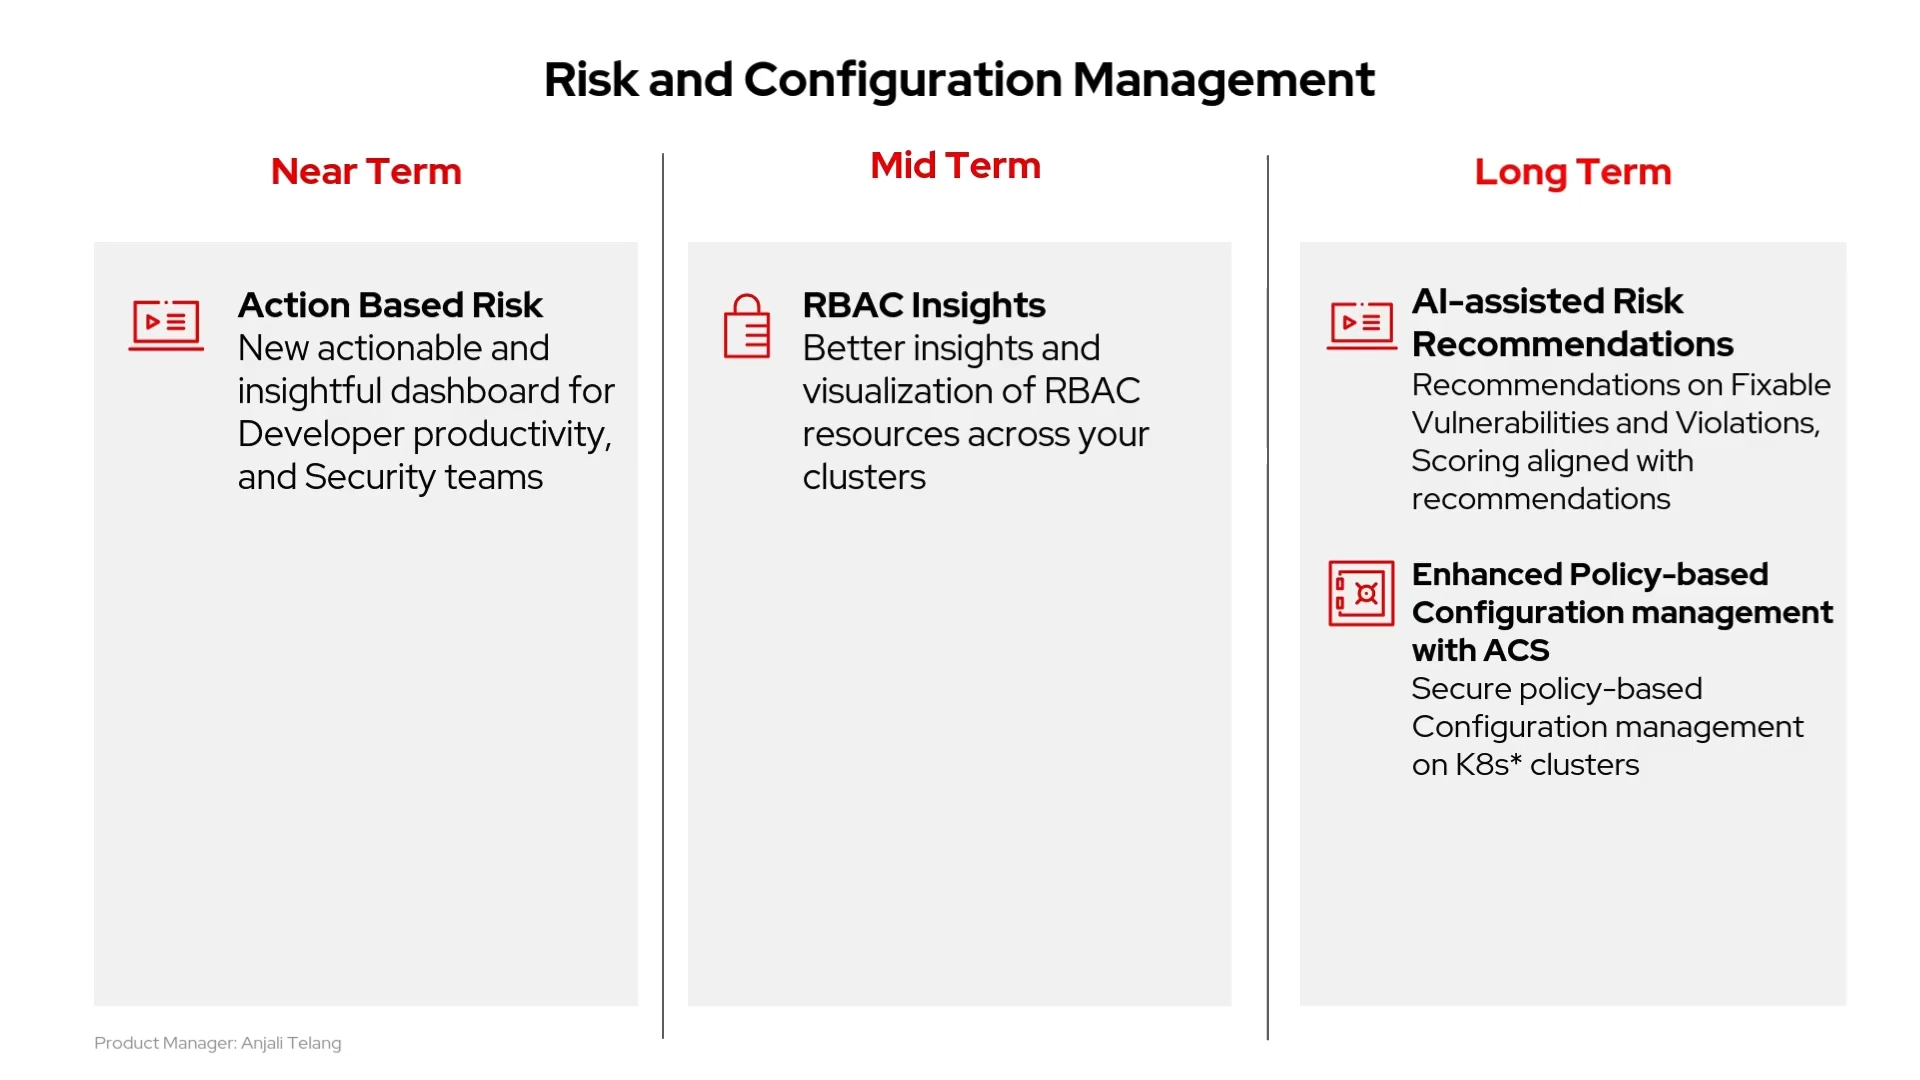 Risk and Configuration Management
Near Term
Action Based Risk
New actionable and
insightful dashboard for
Developer productivity,
and Security teams
Mid Term
RBAC Insights
Better insights and
visualization of RBAC
resources across your
clusters
Long Term
AI-assisted Risk
Recommendations
Recommendations on Fixable
Vulnerabilities and Violations,
Scoring aligned with
recommendations
Enhanced Policy-based
Configuration management
with ACS
Secure policy-based
Configuration management
on K8s* clusters
Product Manager: Anjali Telang